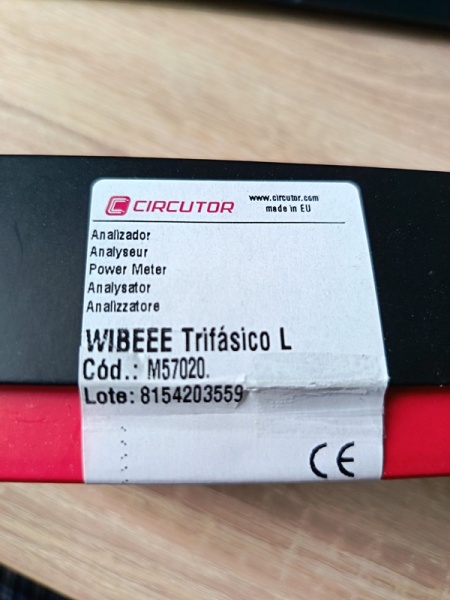 CIRCUTOR
www.circutor.com
made in EU
Analizador
Analyseur
Power Meter
Analysator
Analizzatore
WIBEEE Trifásico L
Cód.: M57020.
Lote: 8154203559
CE